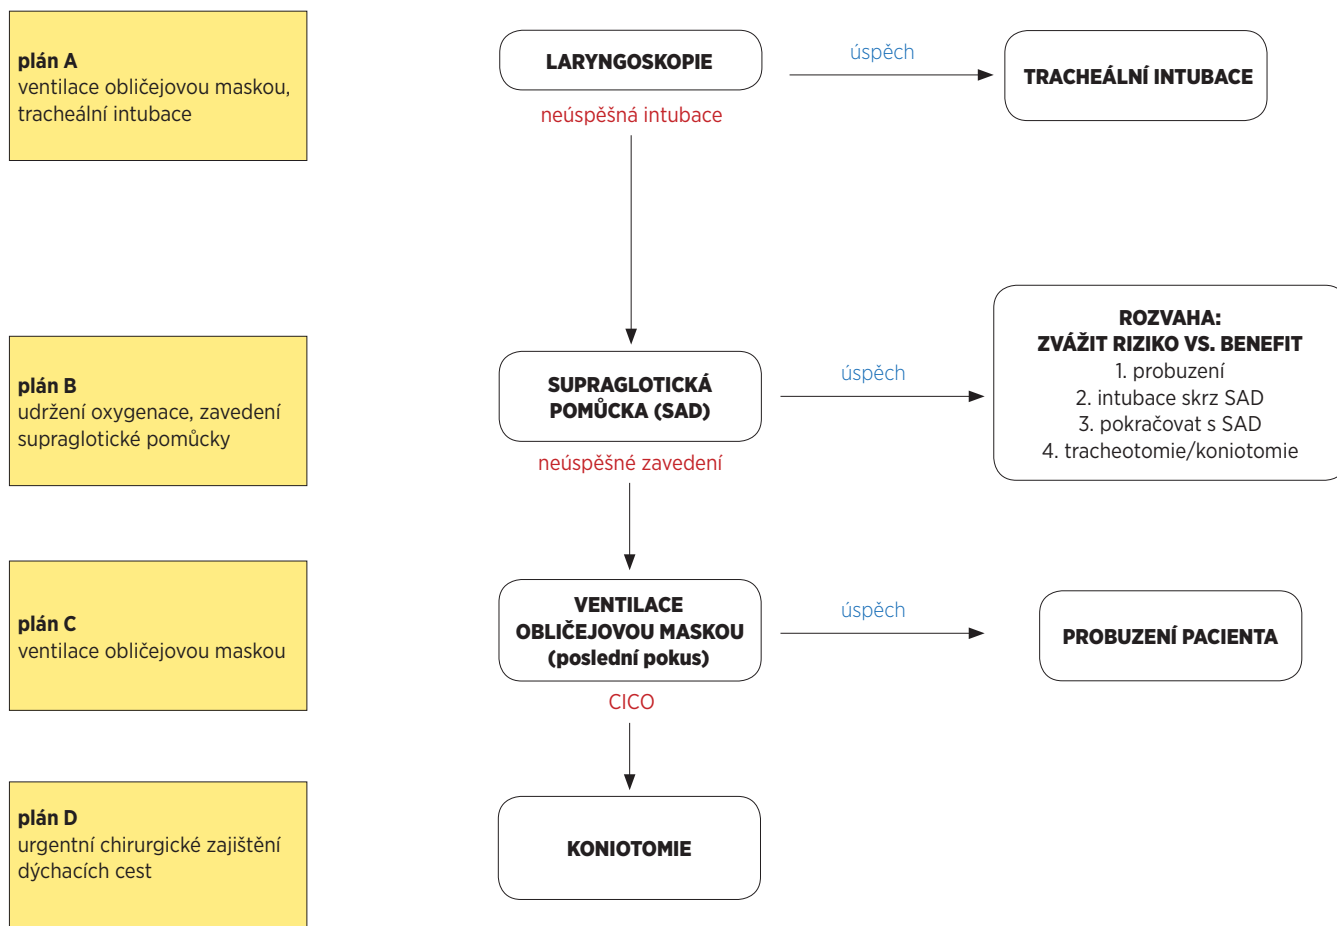 plán A
ventilace obličejovou maskou,
tracheální intubace
LARYNGOSKOPIE
úspěch
TRACHEÁLNÍ INTUBACE
neúspěšná intubace
plán B
udržení oxygenace, zavedení
supraglotické pomůcky
SUPRAGLOTICKÁ
POMŮCKA (SAD)
úspěch
ROZVAHA:
ZVÁŽIT RIZIKO VS. BENEFIT
1. probuzení
2. intubace skrz SAD
3. pokračovat s SAD
4. tracheotomie/koniotomie
neúspěšné zavedení
plán C
ventilace obličejovou maskou
VENTILACE
OBLIČEJOVOU MASKOU
(poslední pokus)
úspěch
PROBUZENÍ PACIENTA
CICO
plán D
urgentní chirurgické zajištění
dýchacích cest
KONIOTOMIE